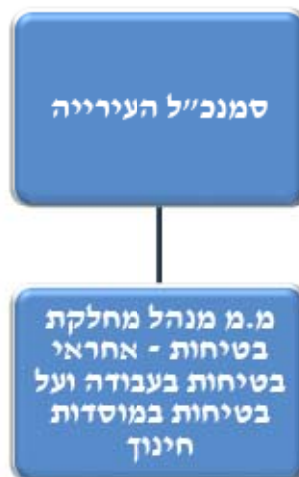 סמנכ״ל העירייה
מ.מ מנהל מחלקת
בטיחות - אחראי
בטיחות בעבודה ועל
בטיחות במוסדות
חינוך